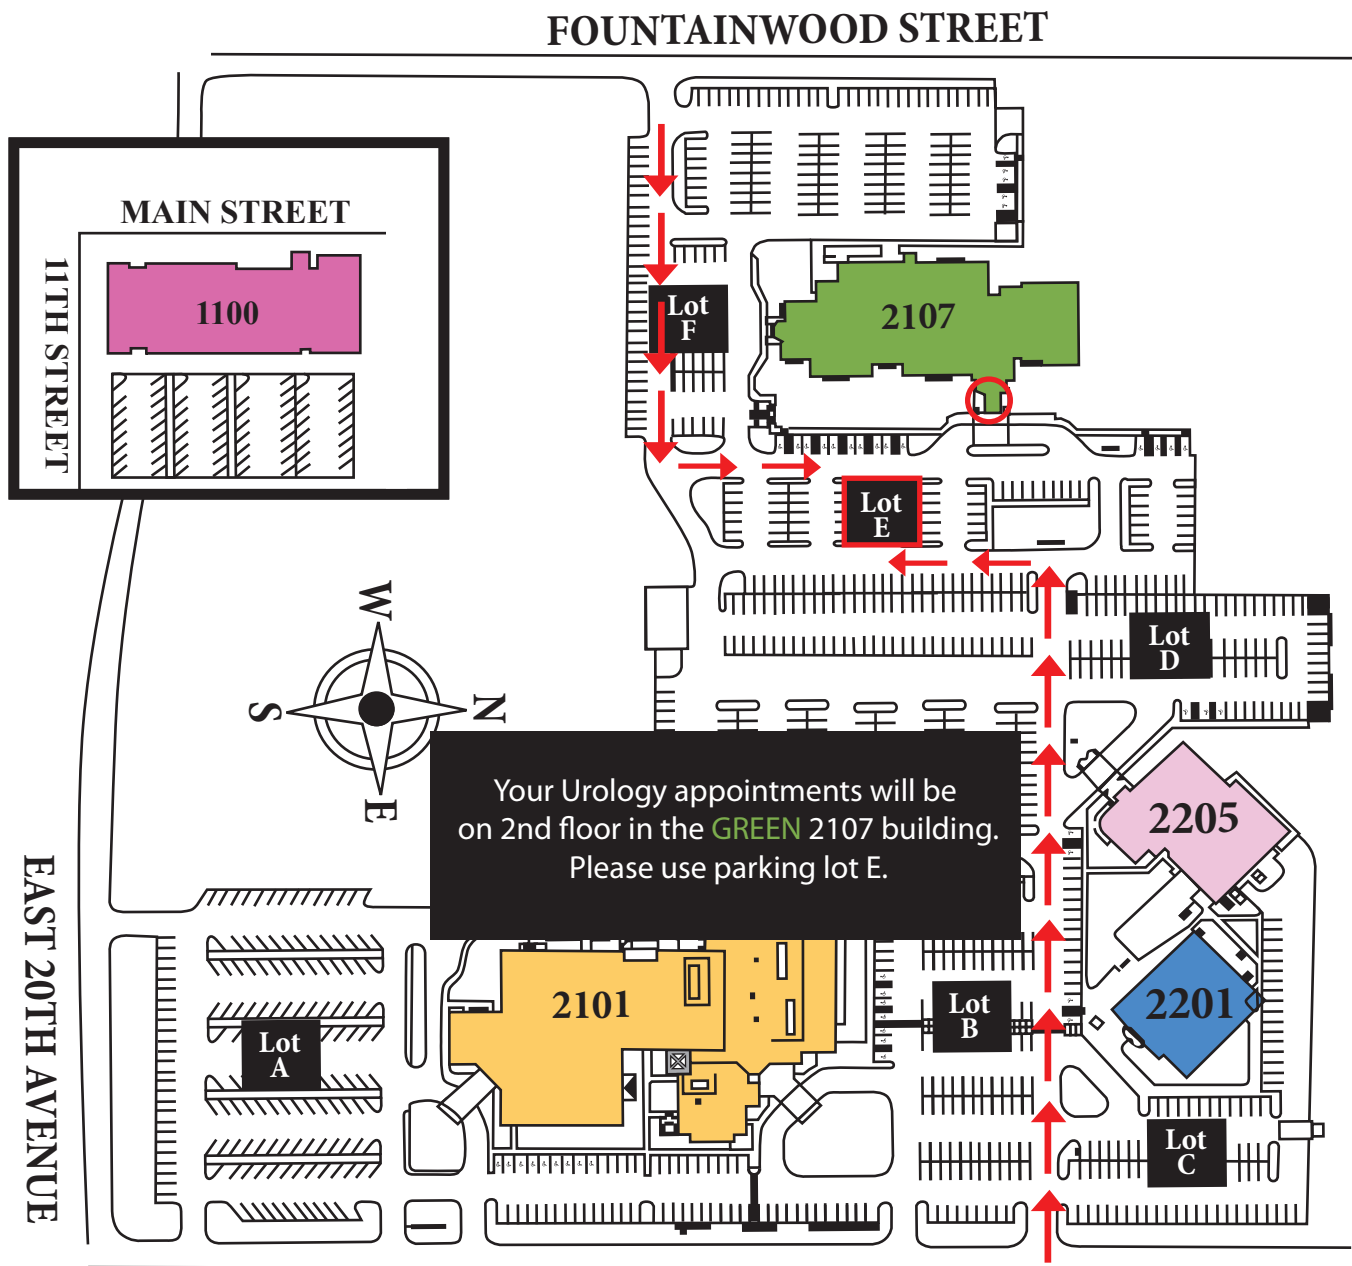 FOUNTAINWOOD STREET
MAIN STREET
11TH STREET
1100
Lot
F
2107
Lot
E
Lot
D
W
S
N
E
Your Urology appointments will be
on 2nd floor in the GREEN 2107 building.
Please use parking lot E.
2205
EAST 20TH AVENUE
2101
2201
Lot
B
Lot
A
Lot
C